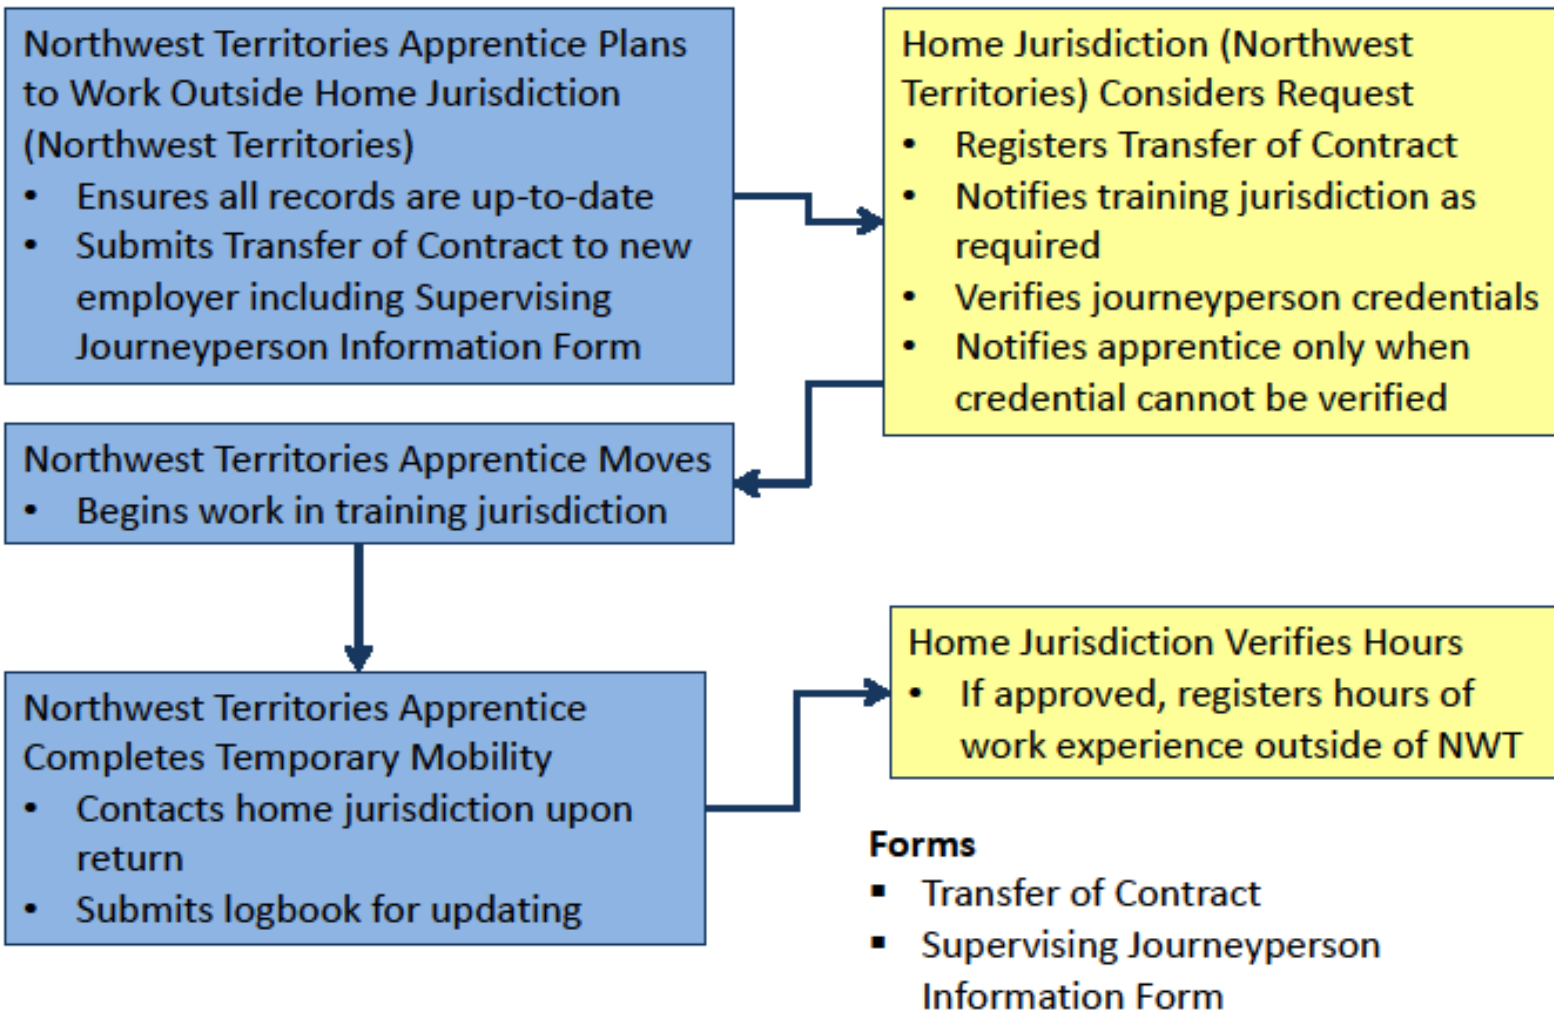 Northwest Territories Apprentice Plans
to Work Outside Home Jurisdiction
(Northwest Territories)
• Ensures all records are up-to-date
• Submits Transfer of Contract to new
employer including Supervising
Journeyperson Information Form
Home Jurisdiction (Northwest
Territories) Considers Request
• Registers Transfer of Contract
• Notifies training jurisdiction as
required
• Verifies journeyperson credentials
• Notifies apprentice only when
credential cannot be verified
Northwest Territories Apprentice Moves
• Begins work in training jurisdiction
Northwest Territories Apprentice
Completes Temporary Mobility
• Contacts home jurisdiction upon
return
• Submits logbook for updating
Home Jurisdiction Verifies Hours
• If approved, registers hours of
work experience outside of NWT
Forms
▪ Transfer of Contract
▪ Supervising Journeyperson
Information Form